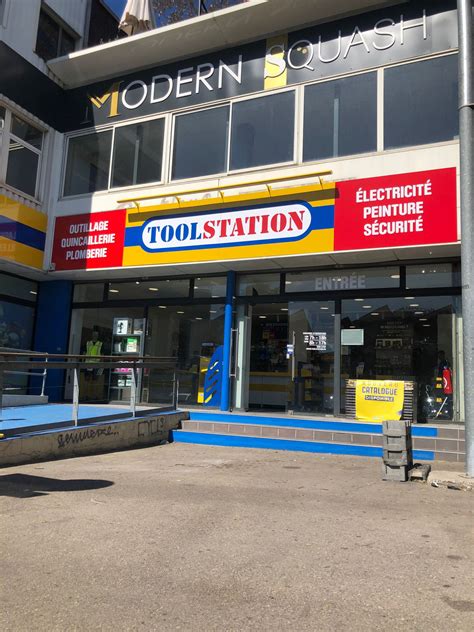 MODERN SQUASH
OUTILLAGE
QUINCAILLERIE
PLOMBERIE
TOOLSTATION
ÉLECTRICITÉ
PEINTURE
SÉCURITÉ
ENTRÉE
CATALOGUE